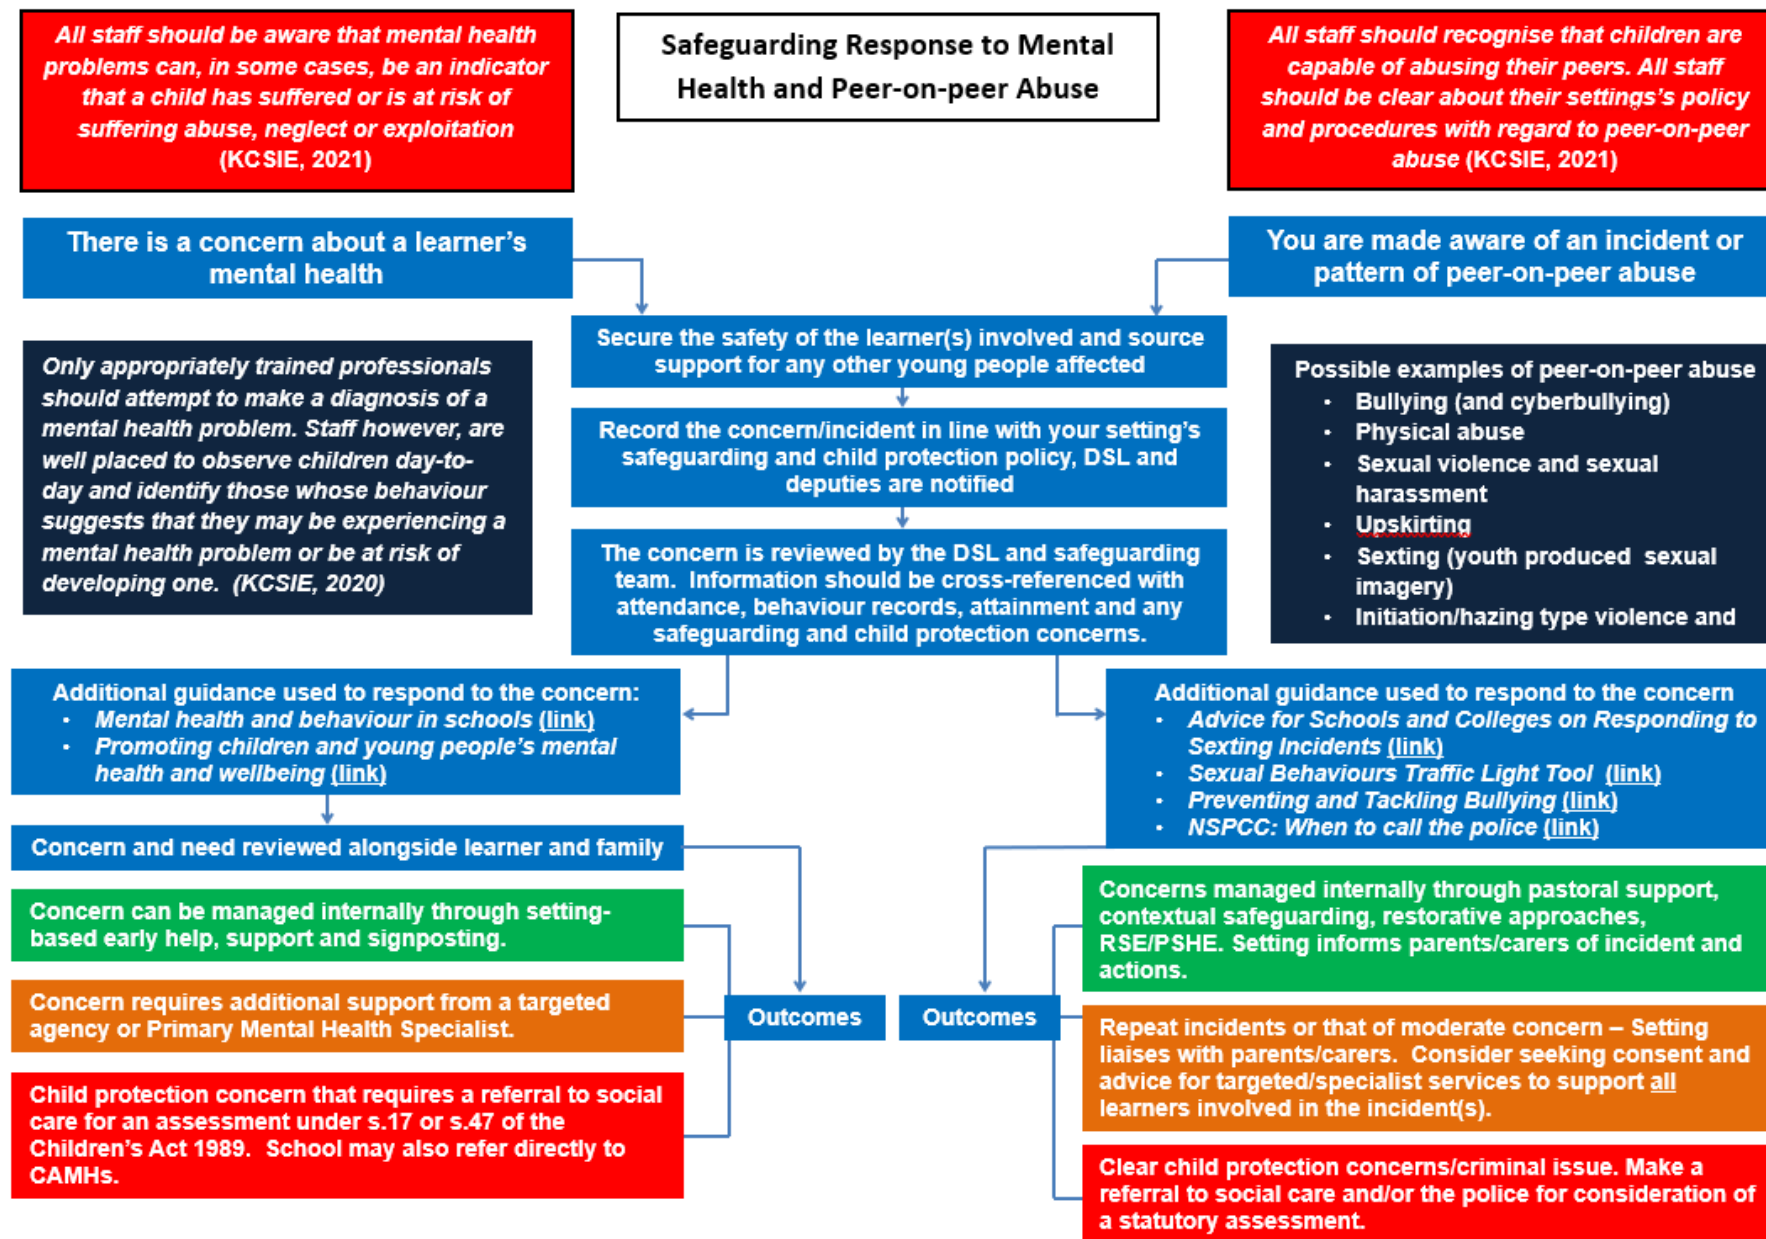 All staff should be aware that mental health
problems can, in some cases, be an indicator
that a child has suffered or is at risk of
suffering abuse, neglect or exploitation
(KCSIE, 2021)
Safeguarding Response to Mental
Health and Peer-on-peer Abuse
All staff should recognise that children are
capable of abusing their peers. All staff
should be clear about their settings's policy
and procedures with regard to peer-on-peer
abuse (KCSIE, 2021)
There is a concern about a learner's
mental health
You are made aware of an incident or
pattern of peer-on-peer abuse
Secure the safety of the learner(s) involved and source
support for any other young people affected
Only appropriately trained professionals
should attempt to make a diagnosis of a
mental health problem. Staff however, are
well placed to observe children day-to-
day and identify those whose behaviour
suggests that they may be experiencing a
mental health problem or be at risk of
developing one.  (KCSIE, 2020)
Record the concern/incident in line with your setting's
safeguarding and child protection policy, DSL and
deputies are notified
Possible examples of peer-on-peer abuse
• Bullying (and cyberbullying)
• Physical abuse
• Sexual violence and sexual
harassment
• Upskirting
• Sexting (youth produced  sexual
imagery)
• Initiation/hazing type violence and
The concern is reviewed by the DSL and safeguarding
team.  Information should be cross-referenced with
attendance, behaviour records, attainment and any
safeguarding and child protection concerns.
Additional guidance used to respond to the concern:
• Mental health and behaviour in schools (link)
• Promoting children and young people's mental
health and wellbeing (link)
Additional guidance used to respond to the concern
• Advice for Schools and Colleges on Responding to
Sexting Incidents (link)
• Sexual Behaviours Traffic Light Tool  (link)
• Preventing and Tackling Bullying (link)
• NSPCC: When to call the police (link)
Concern and need reviewed alongside learner and family
Concern can be managed internally through setting-
based early help, support and signposting.
Concern requires additional support from a targeted
agency or Primary Mental Health Specialist.
Child protection concern that requires a referral to social
care for an assessment under s.17 or s.47 of the
Children's Act 1989.  School may also refer directly to
CAMHs.
Outcomes
Outcomes
Concerns managed internally through pastoral support,
contextual safeguarding, restorative approaches,
RSE/PSHE. Setting informs parents/carers of incident and
actions.
Repeat incidents or that of moderate concern – Setting
liaises with parents/carers.  Consider seeking consent and
advice for targeted/specialist services to support all
learners involved in the incident(s).
Clear child protection concerns/criminal issue. Make a
referral to social care and/or the police for consideration of
a statutory assessment.